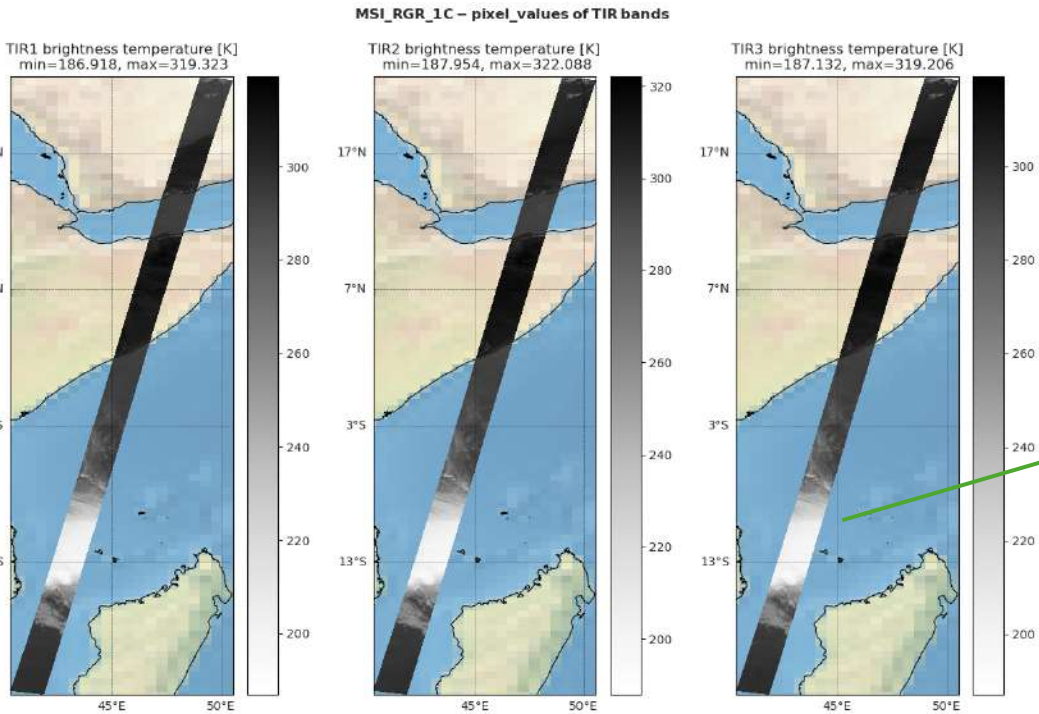 MSI_RGR_1C – pixel_values of TIR bands
TIR1 brightness temperature [K]
min=186.918, max=319.323
TIR2 brightness temperature [K]
min=187.954, max=322.088
TIR3 brightness temperature [K]
min=187.132, max=319.206
N
N
S
S
45°E
50°E
300
280
260
240
220
200
17°N
7°N
3°S
13°S
45°E
50°E
320
300
280
260
240
220
200
17°N
7°N
3°S
13°S
45°E
50°E
300
280
260
240
220
200